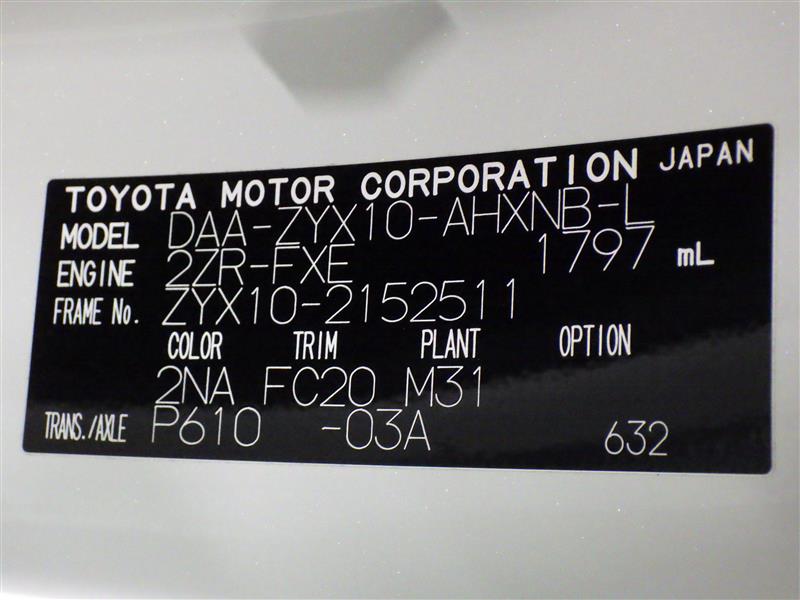 TOYOTA MOTOR CORPORATION JAPAN
MODEL DAA-ZYX10-AHXNB-L
ENGINE 2ZR-FXE 1797 mL
FRAME No. ZYX10-2152511
COLOR TRIM PLANT OPTION
2NA FC20 M31
TRANS./AXLE P610 -03A 632